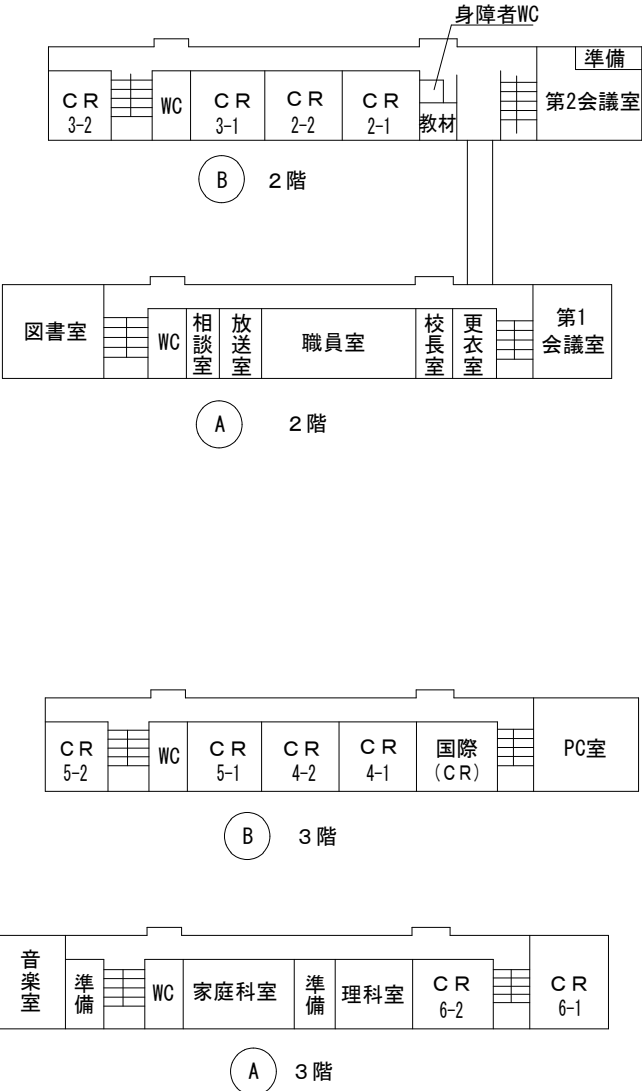 身障者WC
準備
CR
3-2
WC
CR
3-1
CR
2-2
CR
2-1
教材
第2会議室
B 2階
図書室
WC
相談室
放送室
職員室
校長室
更衣室
第1
会議室
A 2階
CR
5-2
WC
CR
5-1
CR
4-2
CR
4-1
国際
(CR)
PC室
B 3階
音楽室
準備
WC
家庭科室
準備
理科室
CR
6-2
CR
6-1
A 3階